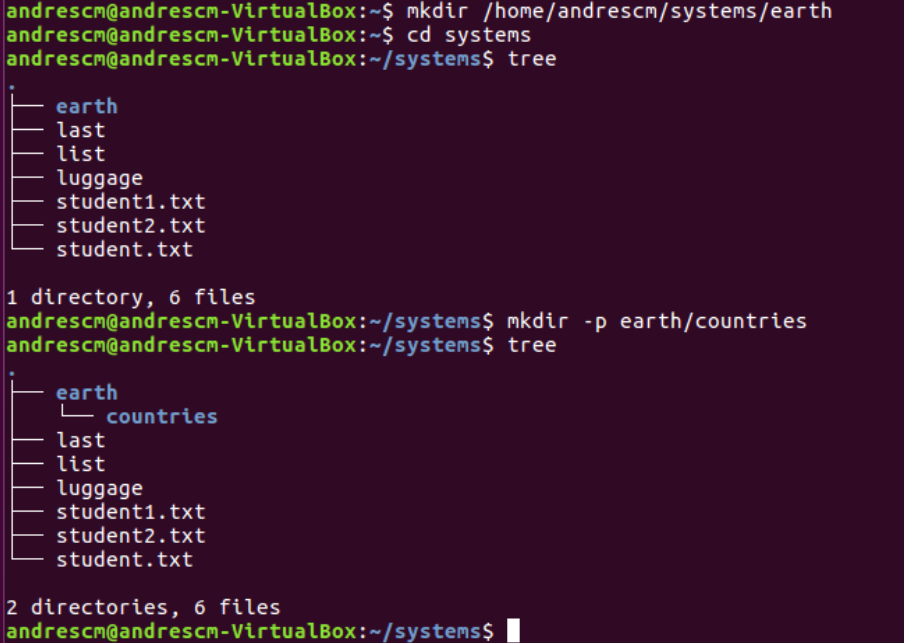 andrescm@andrescm-VirtualBox:~$ mkdir /home/andrescm/systems/earth
andrescm@andrescm-VirtualBox:~$ cd systems
andrescm@andrescm-VirtualBox:~/systems$ tree
.
├── earth
├── last
├── list
├── luggage
├── student1.txt
├── student2.txt
└── student.txt
1 directory, 6 files
andrescm@andrescm-VirtualBox:~/systems$ mkdir -p earth/countries
andrescm@andrescm-VirtualBox:~/systems$ tree
.
├── earth
│   └── countries
├── last
├── list
├── luggage
├── student1.txt
├── student2.txt
└── student.txt
2 directories, 6 files
andrescm@andrescm-VirtualBox:~/systems$